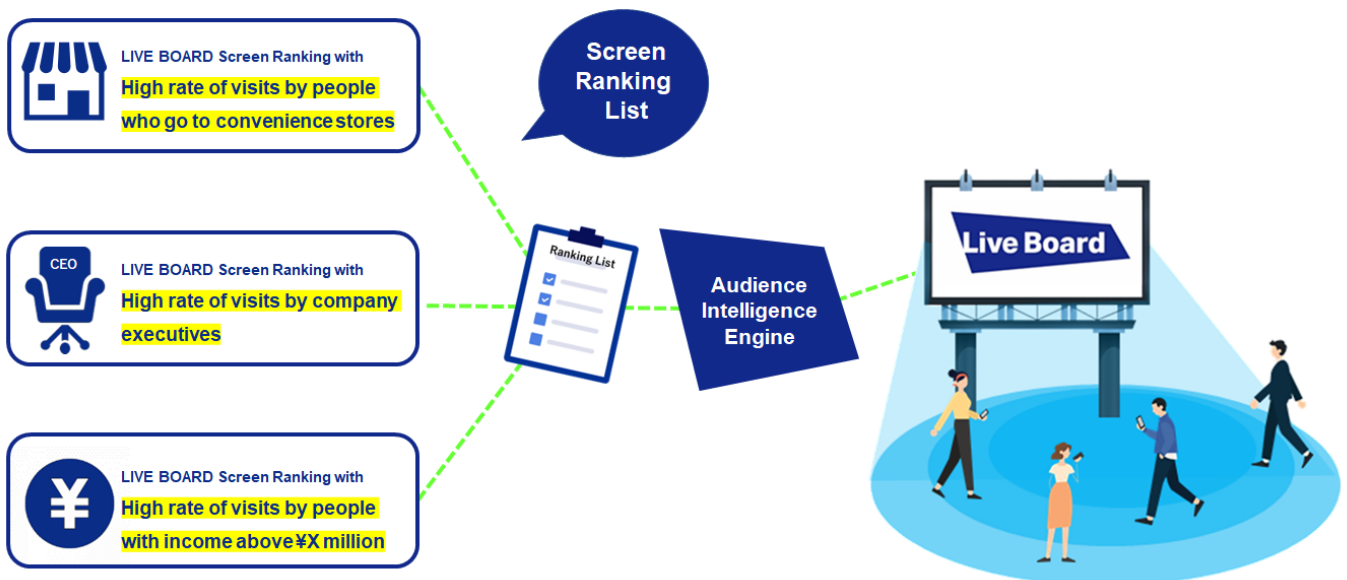 LIVE BOARD Screen Ranking with
High rate of visits by people
who go to convenience stores
Screen
Ranking
List
CEO
LIVE BOARD Screen Ranking with
High rate of visits by company
executives
Ranking List
Audience
Intelligence
Engine
Live Board
¥
LIVE BOARD Screen Ranking with
High rate of visits by people
with income above ¥X million